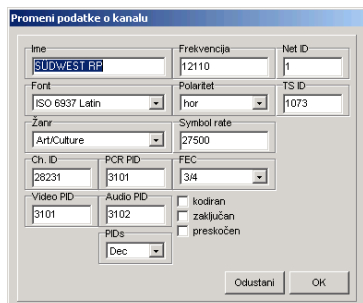 Promeni podatke o kanalu
Ime
Frekvencija
Net ID
SÜDWEST RP
12110
1
Font
Polaritet
TS ID
ISO 6937 Latin
hor
1073
Žanr
Symbol rate
Art/Culture
27500
Ch. ID
PCR PID
FEC
28231
3101
3/4
Video PID
Audio PID
kodiran
3101
3102
zaključan
PIDs
preskočen
Dec
Odustani
OK